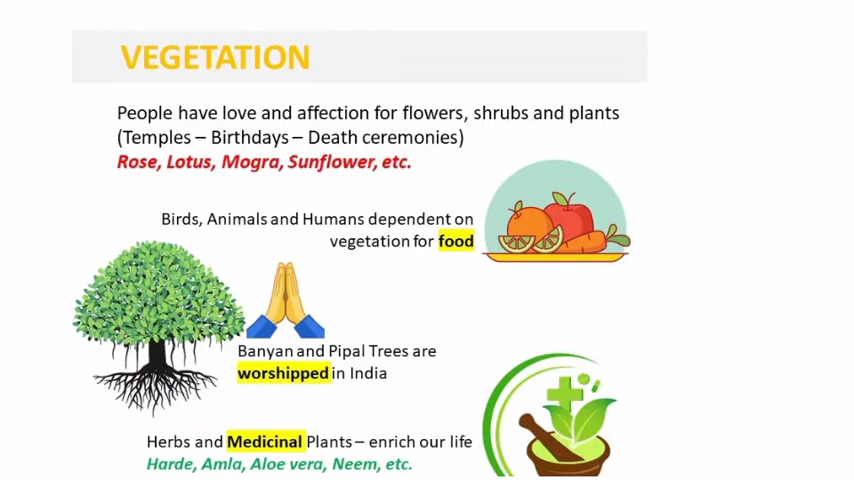 VEGETATION
People have love and affection for flowers, shrubs and plants
(Temples – Birthdays – Death ceremonies)
Rose, Lotus, Mogra, Sunflower, etc.
Birds, Animals and Humans dependent on
vegetation for food
Banyan and Pipal Trees are
worshipped in India
Herbs and Medicinal Plants – enrich our life
Harde, Amla, Aloe vera, Neem, etc.